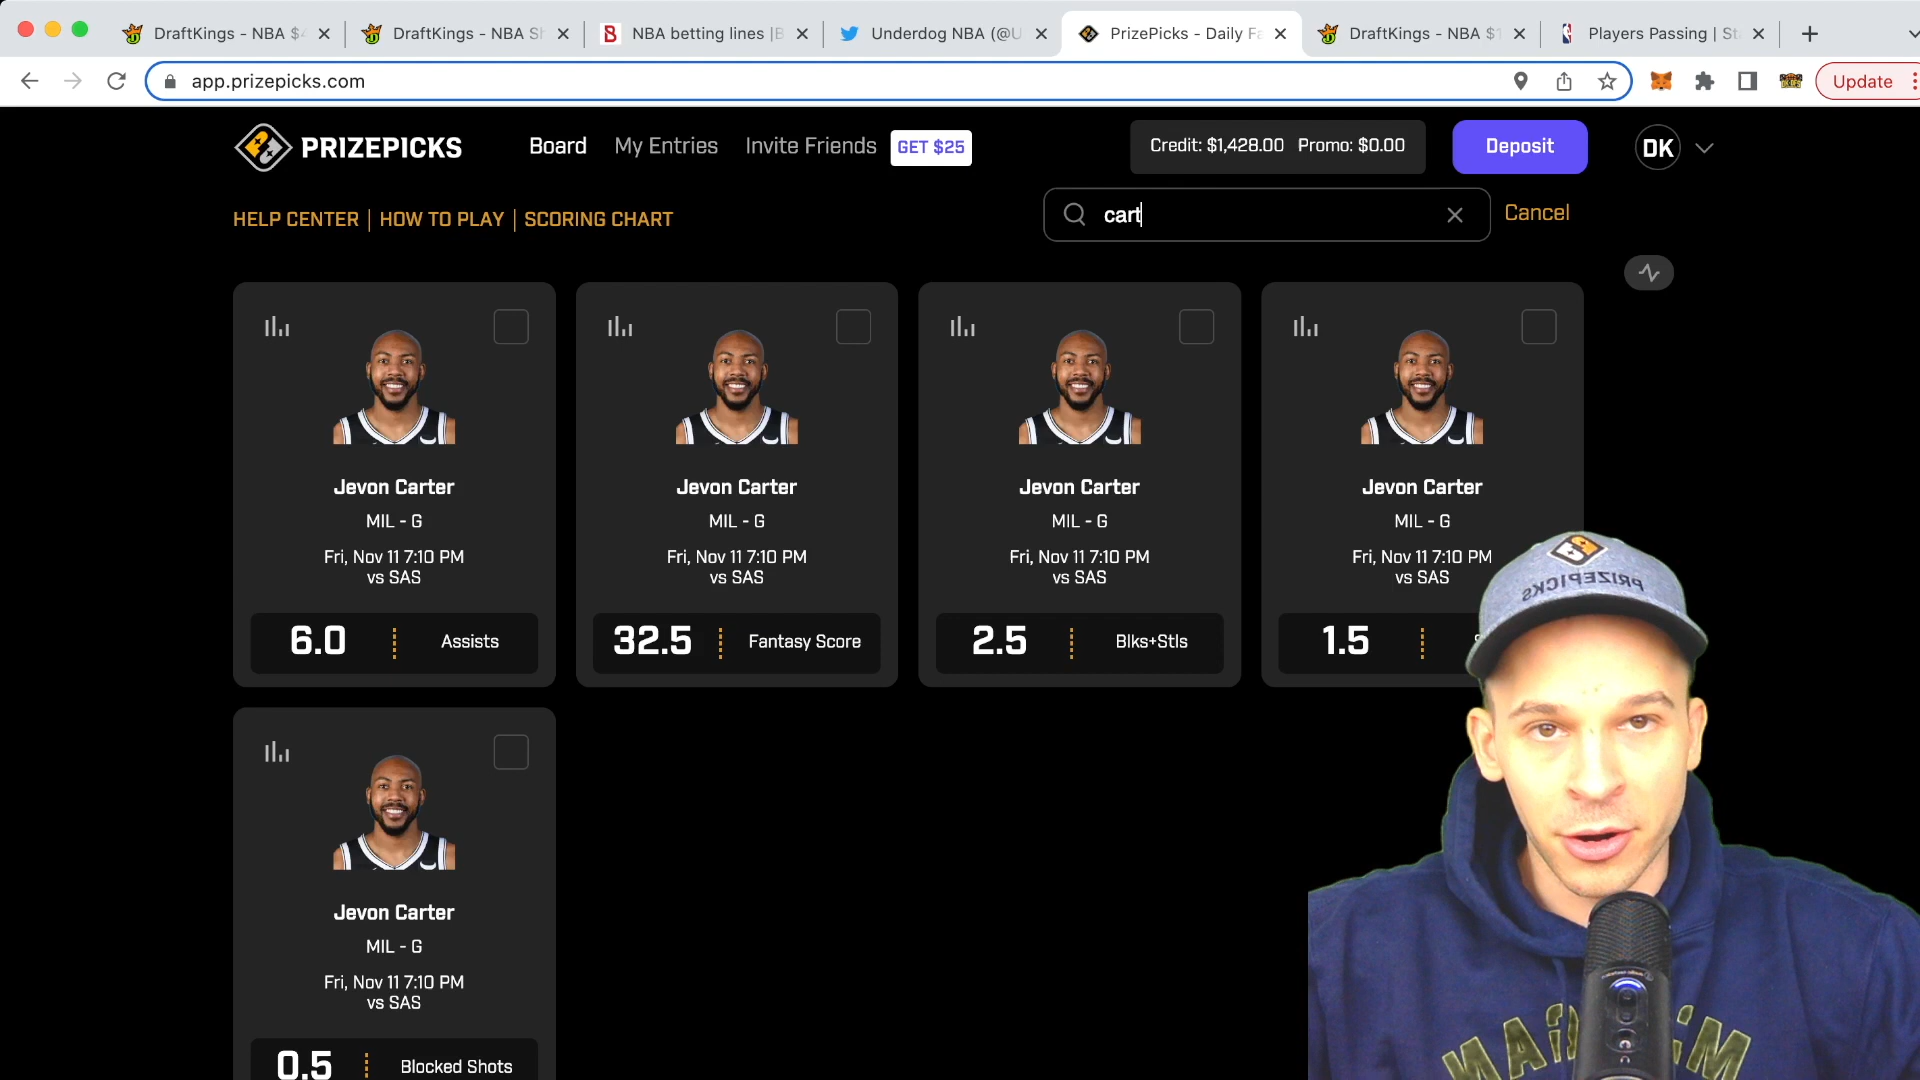 DraftKings - NBA $4
DraftKings - NBA Sh
NBA betting lines |B
Underdog NBA (@U
PrizePicks - Daily Fa
DraftKings - NBA $1
Players Passing | Sta
app.prizepicks.com
Update
PRIZEPICKS
Board
My Entries
Invite Friends
GET $25
Credit: $1,428.00 Promo: $0.00
Deposit
DK
HELP CENTER | HOW TO PLAY | SCORING CHART
cart
Cancel
Jevon Carter
MIL - G
Fri, Nov 11 7:10 PM
vs SAS
6.0
Assists
Jevon Carter
MIL - G
Fri, Nov 11 7:10 PM
vs SAS
32.5
Fantasy Score
Jevon Carter
MIL - G
Fri, Nov 11 7:10 PM
vs SAS
2.5
Blks+Stls
Jevon Carter
MIL - G
Fri, Nov 11 7:10 PM
vs SAS
1.5
Jevon Carter
MIL - G
Fri, Nov 11 7:10 PM
vs SAS
0.5
Blocked Shots
PRIZEPICKS